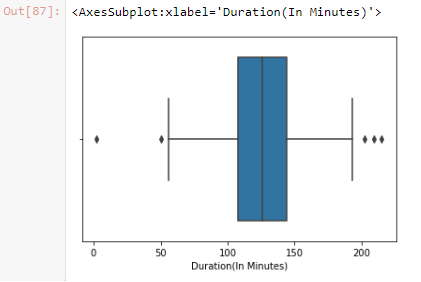 Out[87]: <AxesSubplot:xlabel='Duration(In Minutes)'>
0 50 100 150 200
Duration(In Minutes)